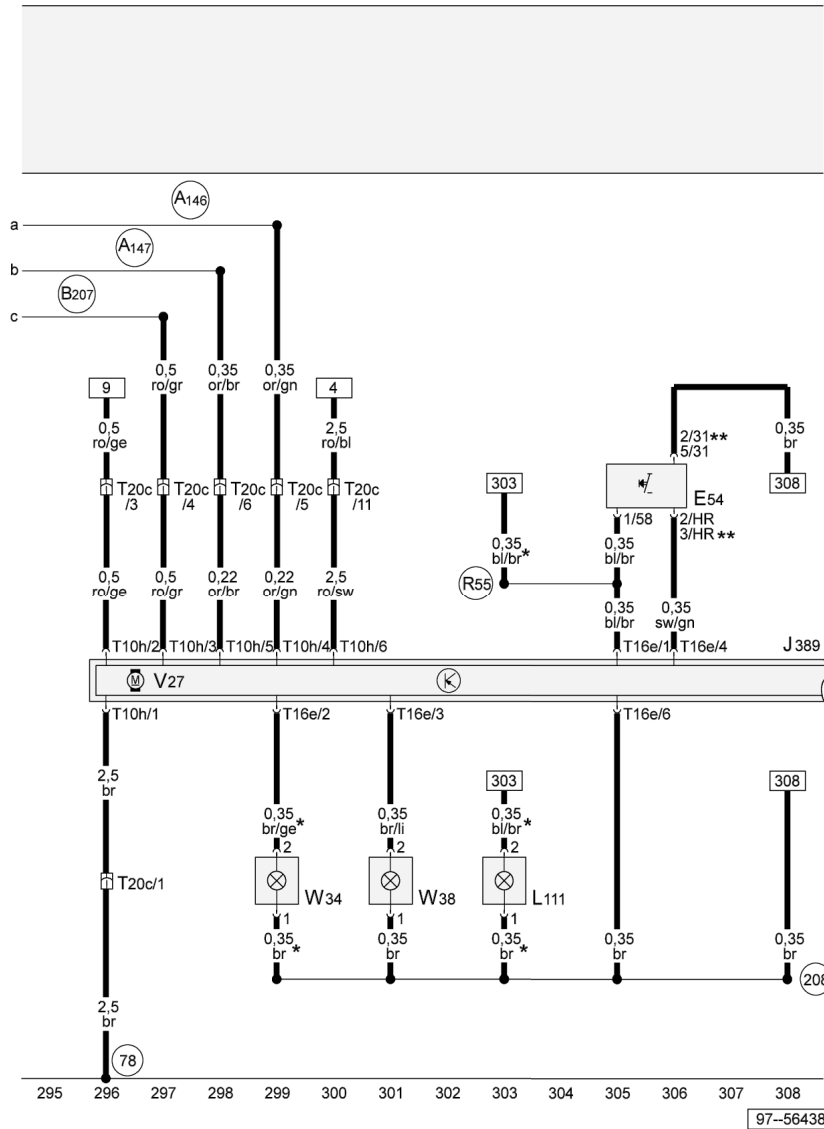 A146
a
A147
b
B207
c
0,5 0,35 0,35
ro/gr or/br or/gn
9 4
0,5 2,5 2/31** 0,35
ro/ge ro/bl 5/31 br
303 308
T20c T20c T20c T20c T20c E54
/3 /4 /6 /5 /11
1/58 2/HR
3/HR **
0,35 0,35
bl/br* bl/br
0,5 0,5 0,22 0,22 2,5 R55
ro/ge ro/gr or/br or/gn ro/sw
0,35 0,35
bl/br sw/gn
T10h/2 T10h/3 T10h/5 T10h/4 T10h/6 T16e/1 T16e/4 J389
M V27
T10h/1 T16e/2 T16e/3 T16e/6
2,5 303 308
br
0,35 0,35 0,35
br/ge* br/li bl/br*
2 2 2
T20c/1 W34 W38 L111
1 1 1
0,35 0,35 0,35 0,35 0,35
br * br br * br br
208
2,5
br
78
295 296 297 298 299 300 301 302 303 304 305 306 307 308
97--56438